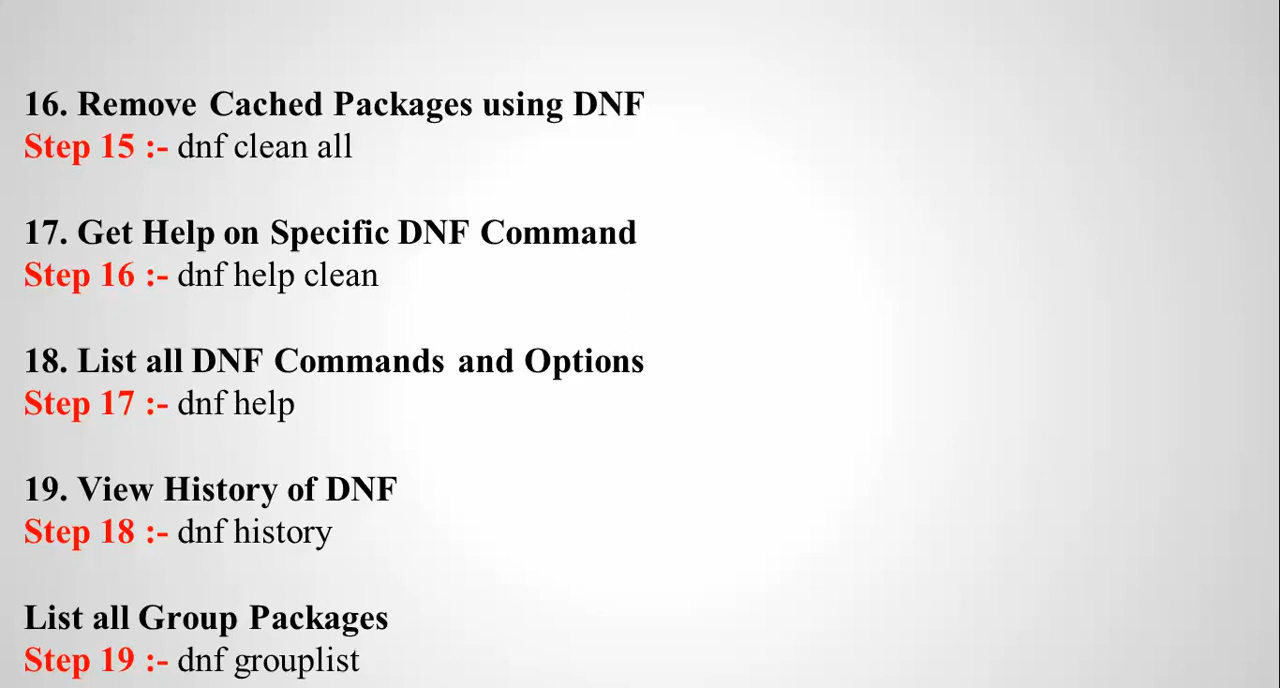 16. Remove Cached Packages using DNF
Step 15 :- dnf clean all
17. Get Help on Specific DNF Command
Step 16 :- dnf help clean
18. List all DNF Commands and Options
Step 17 :- dnf help
19. View History of DNF
Step 18 :- dnf history
List all Group Packages
Step 19 :- dnf grouplist